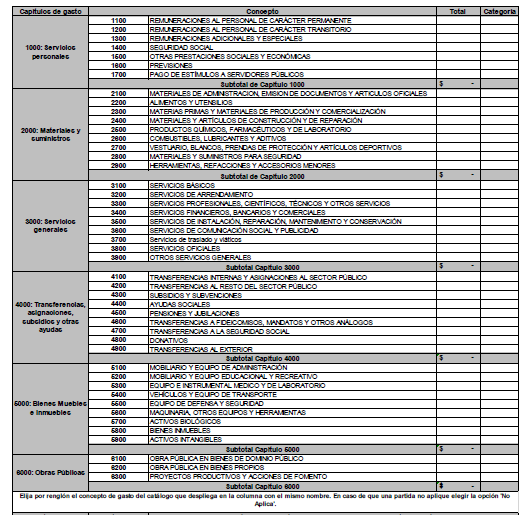 Capítulos de gasto Concepto Total Categoría
1000: Servicios personales
1100 REMUNERACIONES AL PERSONAL DE CARÁCTER PERMANENTE
1200 REMUNERACIONES AL PERSONAL DE CARÁCTER TRANSITORIO
1300 REMUNERACIONES ADICIONALES Y ESPECIALES
1400 SEGURIDAD SOCIAL
1500 OTRAS PRESTACIONES SOCIALES Y ECONÓMICAS
1600 PREVISIONES
1700 PAGO DE ESTÍMULOS A SERVIDORES PÚBLICOS
Subtotal de Capítulo 1000 $ -
2000: Materiales y suministros
2100 MATERIALES DE ADMINISTRACION, EMISION DE DOCUMENTOS Y ARTICULOS OFICIALES
2200 ALIMENTOS Y UTENSILIOS
2300 MATERIAS PRIMAS Y MATERIALES DE PRODUCCIÓN Y COMERCIALIZACIÓN
2400 MATERIALES Y ARTÍCULOS DE CONSTRUCCIÓN Y DE REPARACIÓN
2500 PRODUCTOS QUÍMICOS, FARMACÉUTICOS Y DE LABORATORIO
2600 COMBUSTIBLES, LUBRICANTES Y ADITIVOS
2700 VESTUARIO, BLANCOS, PRENDAS DE PROTECCIÓN Y ARTÍCULOS DEPORTIVOS
2800 MATERIALES Y SUMINISTROS PARA SEGURIDAD
2900 HERRAMIENTAS, REFACCIONES Y ACCESORIOS MENORES
Subtotal de Capítulo 2000 $ -
3000: Servicios generales
3100 SERVICIOS BÁSICOS
3200 SERVICIOS DE ARRENDAMIENTO
3300 SERVICIOS PROFESIONALES, CIENTÍFICOS, TÉCNICOS Y OTROS SERVICIOS
3400 SERVICIOS FINANCIEROS, BANCARIOS Y COMERCIALES
3500 SERVICIOS DE INSTALACIÓN, REPARACIÓN, MANTENIMIENTO Y CONSERVACIÓN
3600 SERVICIOS DE COMUNICACIÓN SOCIAL Y PUBLICIDAD
3700 Servicios de traslado y viáticos
3800 SERVICIOS OFICIALES
3900 OTROS SERVICIOS GENERALES
Subtotal Capítulo 3000 $ -
4000: Transferencias, asignaciones, subsidios y otras ayudas
4100 TRANSFERENCIAS INTERNAS Y ASIGNACIONES AL SECTOR PÚBLICO
4200 TRANSFERENCIAS AL RESTO DEL SECTOR PÚBLICO
4300 SUBSIDIOS Y SUBVENCIONES
4400 AYUDAS SOCIALES
4500 PENSIONES Y JUBILACIONES
4600 TRANSFERENCIAS A FIDEICOMISOS, MANDATOS Y OTROS ANÁLOGOS
4700 TRANSFERENCIAS A LA SEGURIDAD SOCIAL
4800 DONATIVOS
4900 TRANSFERENCIAS AL EXTERIOR
Subtotal Capítulo 4000 $ -
5000: Bienes Muebles e Inmuebles
5100 MOBILIARIO Y EQUIPO DE ADMINISTRACIÓN
5200 MOBILIARIO Y EQUIPO EDUCACIONAL Y RECREATIVO
5300 EQUIPO E INSTRUMENTAL MEDICO Y DE LABORATORIO
5400 VEHÍCULOS Y EQUIPO DE TRANSPORTE
5500 EQUIPO DE DEFENSA Y SEGURIDAD
5600 MAQUINARIA, OTROS EQUIPOS Y HERRAMIENTAS
5700 ACTIVOS BIOLÓGICOS
5800 BIENES INMUEBLES
5900 ACTIVOS INTANGIBLES
Subtotal Capítulo 5000 $ -
6000: Obras Públicas
6100 OBRA PÚBLICA EN BIENES DE DOMINIO PÚBLICO
6200 OBRA PÚBLICA EN BIENES PROPIOS
6300 PROYECTOS PRODUCTIVOS Y ACCIONES DE FOMENTO
Subtotal Capítulo 6000 $ -
Elija por renglón el concepto de gasto del catálogo que despliega en la columna con el mismo nombre. En caso de que una partida no aplique elegir la opción 'No
Aplica'.